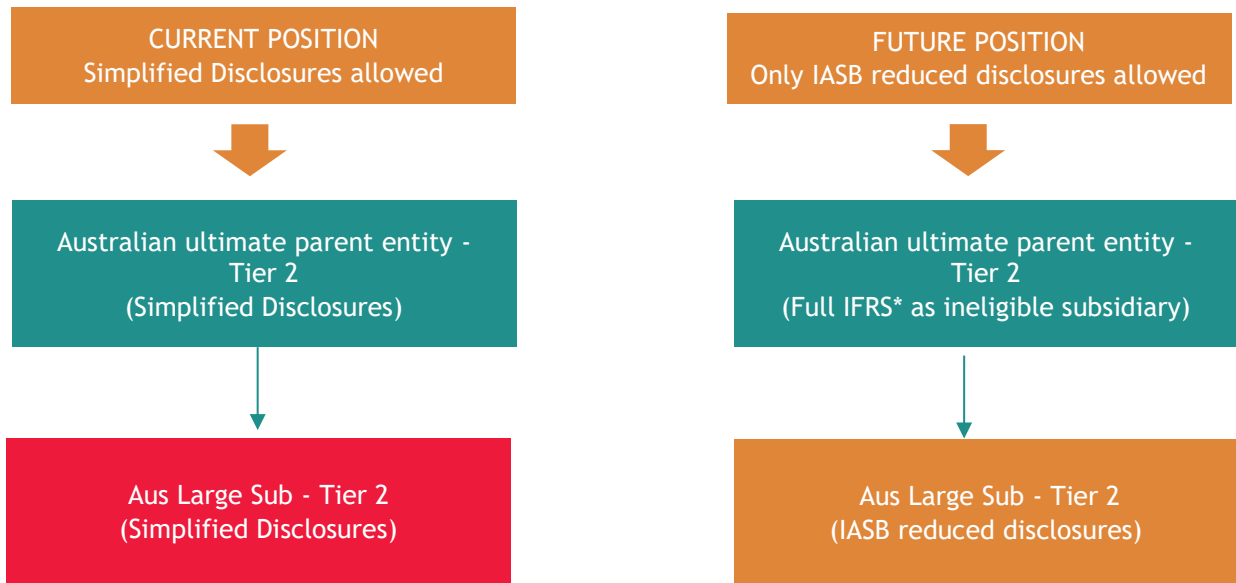 CURRENT POSITION
Simplified Disclosures allowed
Australian ultimate parent entity -
Tier 2
(Simplified Disclosures)
Aus Large Sub - Tier 2
(Simplified Disclosures)
FUTURE POSITION
Only IASB reduced disclosures allowed
Australian ultimate parent entity -
Tier 2
(Full IFRS* as ineligible subsidiary)
Aus Large Sub - Tier 2
(IASB reduced disclosures)